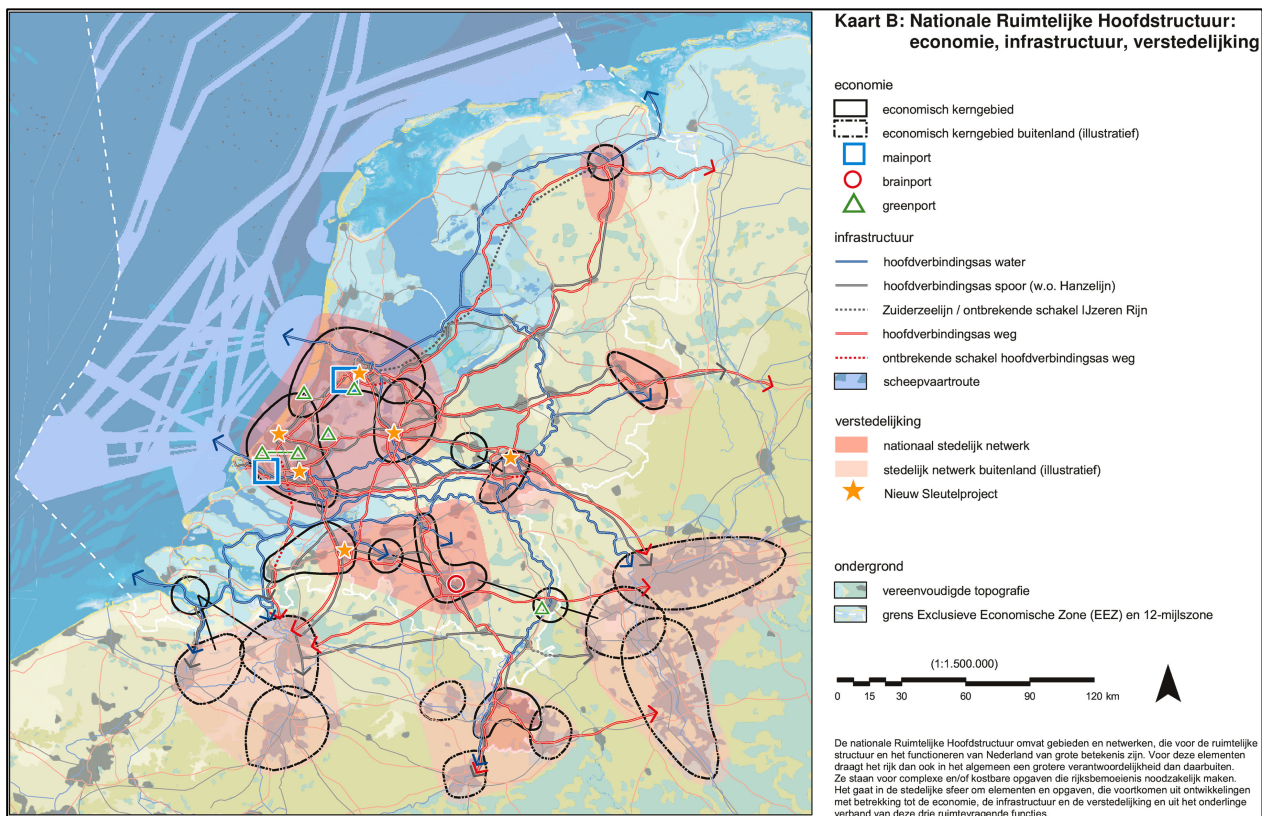 Kaart B: Nationale Ruimtelijke Hoofdstructuur:
economie, infrastructuur, verstedelijking
economie
economisch kerngebied
economisch kerngebied buitenland (illustratief)
mainport
brainport
greenport
infrastructuur
hoofdverbindingsas water
hoofdverbindingsas spoor (w.o. Hanzelijn)
Zuiderzeelijn / ontbrekende schakel IJzeren Rijn
hoofdverbindingsas weg
ontbrekende schakel hoofdverbindingsas weg
scheepvaartroute
verstedelijking
nationaal stedelijk netwerk
stedelijk netwerk buitenland (illustratief)
Nieuw Sleutelproject
ondergrond
vereenvoudigde topografie
grens Exclusieve Economische Zone (EEZ) en 12-mijlszone
(1:1.500.000)
0 15 30 60 90 120 km
De nationale Ruimtelijke Hoofdstructuur omvat gebieden en netwerken, die voor de ruimtelijke
structuur en het functioneren van Nederland van grote betekenis zijn. Voor deze elementen
draagt het rijk dan ook in het algemeen een grotere verantwoordelijkheid dan daarbuiten.
Ze staan voor complexe en/of kostbare opgaven die rijksbemoeienis noodzakelijk maken.
Het gaat in de stedelijke sfeer om elementen en opgaven, die voortkomen uit ontwikkelingen
met betrekking tot de economie, de infrastructuur en de verstedelijking en uit het onderlinge
verband van deze drie ruimtevragende functies.